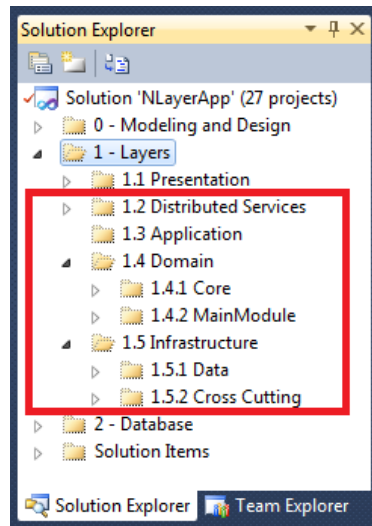 Solution Explorer
Solution 'NLayerApp' (27 projects)
0 - Modeling and Design
1 - Layers
1.1 Presentation
1.2 Distributed Services
1.3 Application
1.4 Domain
1.4.1 Core
1.4.2 MainModule
1.5 Infrastructure
1.5.1 Data
1.5.2 Cross Cutting
2 - Database
Solution Items
Solution Explorer Team Explorer